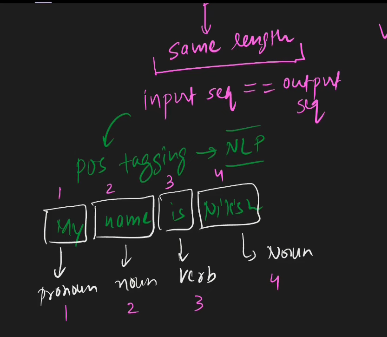 same length
input seq == output seq
pos tagging → NLP
1 2 3 4
My name is Niksh
pronoun noun verb Noun
1 2 3 4